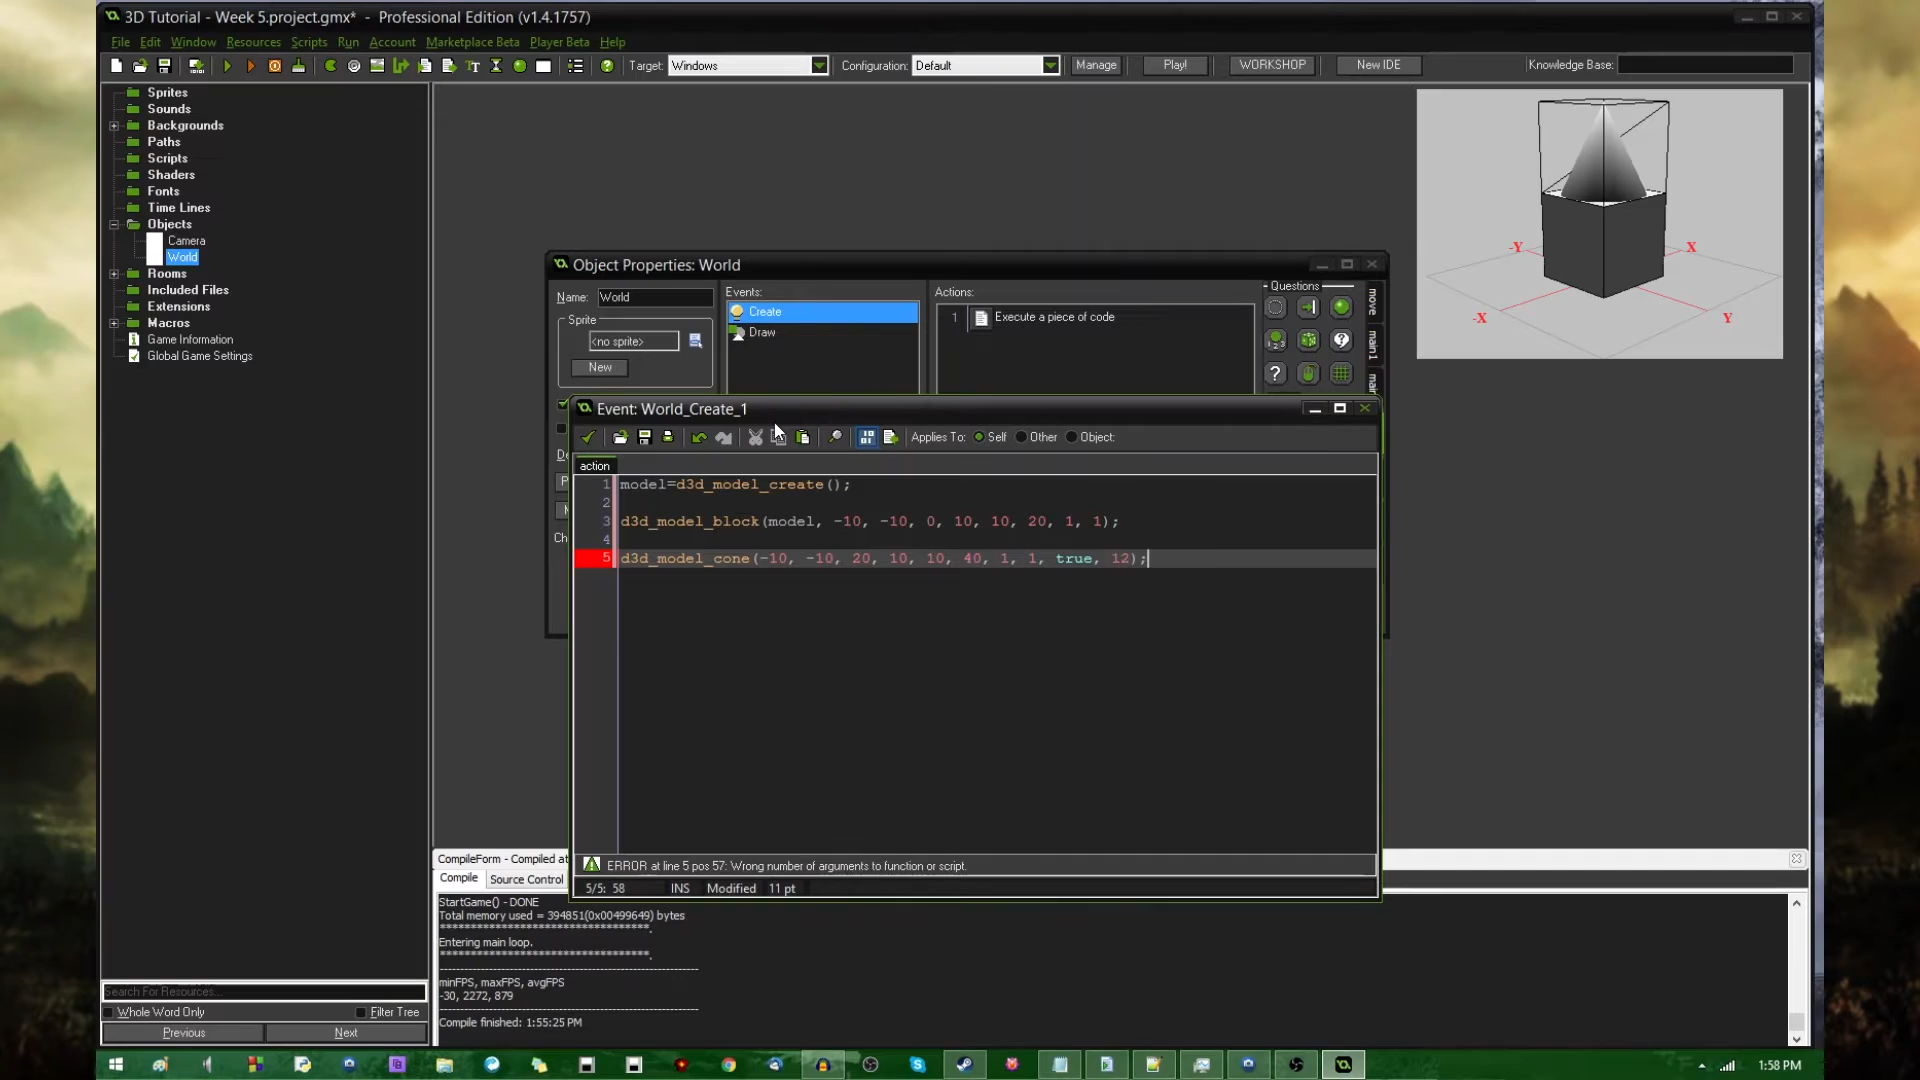 3D Tutorial - Week 5.project.gmx* - Professional Edition (v1.4.1757)
File Edit Window Resources Scripts Run Account Marketplace Beta Player Beta Help
Target: Windows Configuration: Default Manage Play! WORKSHOP New IDE Knowledge Base:
Sprites
Sounds
Backgrounds
Paths
Scripts
Shaders
Fonts
Time Lines
Objects
Camera
World
Rooms
Included Files
Extensions
Macros
Game Information
Global Game Settings
Search For Resources...
Whole Word Only Filter Tree
Previous Next
-Y X
-X Y
Object Properties: World
Name: World
Sprite
<no sprite>
New
Events:
Create
Draw
Actions:
1 Execute a piece of code
Questions
move
main1
Event: World_Create_1
Applies To: Self Other Object:
action
1 model=d3d_model_create();
2
3 d3d_model_block(model, -10, -10, 0, 10, 10, 20, 1, 1);
4
5 d3d_model_cone(-10, -10, 20, 10, 10, 40, 1, 1, true, 12);
ERROR at line 5 pos 57: Wrong number of arguments to function or script.
5/5: 58 INS Modified 11 pt
CompileForm - Compiled at
Compile Source Control
StartGame() - DONE
Total memory used = 394851(0x00499649) bytes
***********************************.
Entering main loop.
***********************************.
minFPS, maxFPS, avgFPS
-30, 2272, 879
Compile finished: 1:55:25 PM
1:58 PM